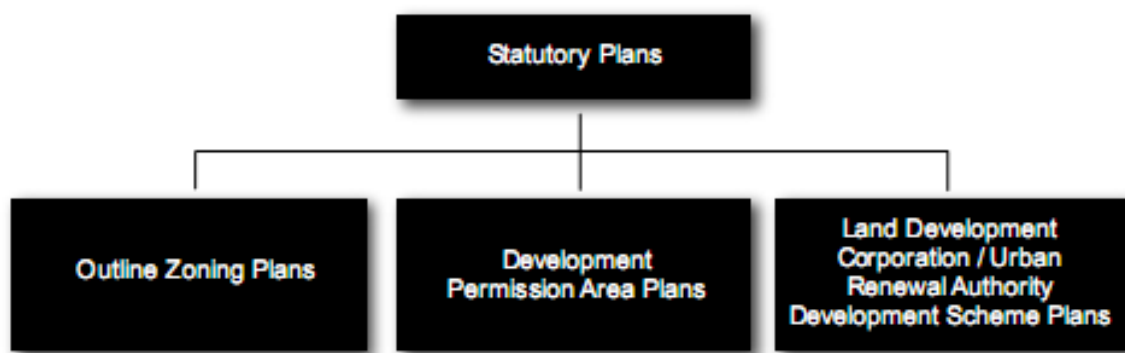 Statutory Plans
Outline Zoning Plans
Development
Permission Area Plans
Land Development
Corporation / Urban
Renewal Authority
Development Scheme Plans